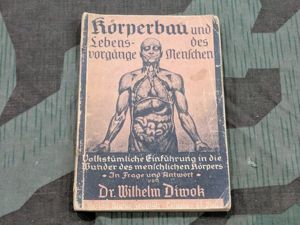 Körperbau und
Lebens- des
vorgänge Menschen
Volkstümliche Einführung in die
Wunder des menschlichen Körpers
In Frage und Antwort
von
Dr. Wilhelm Diwok